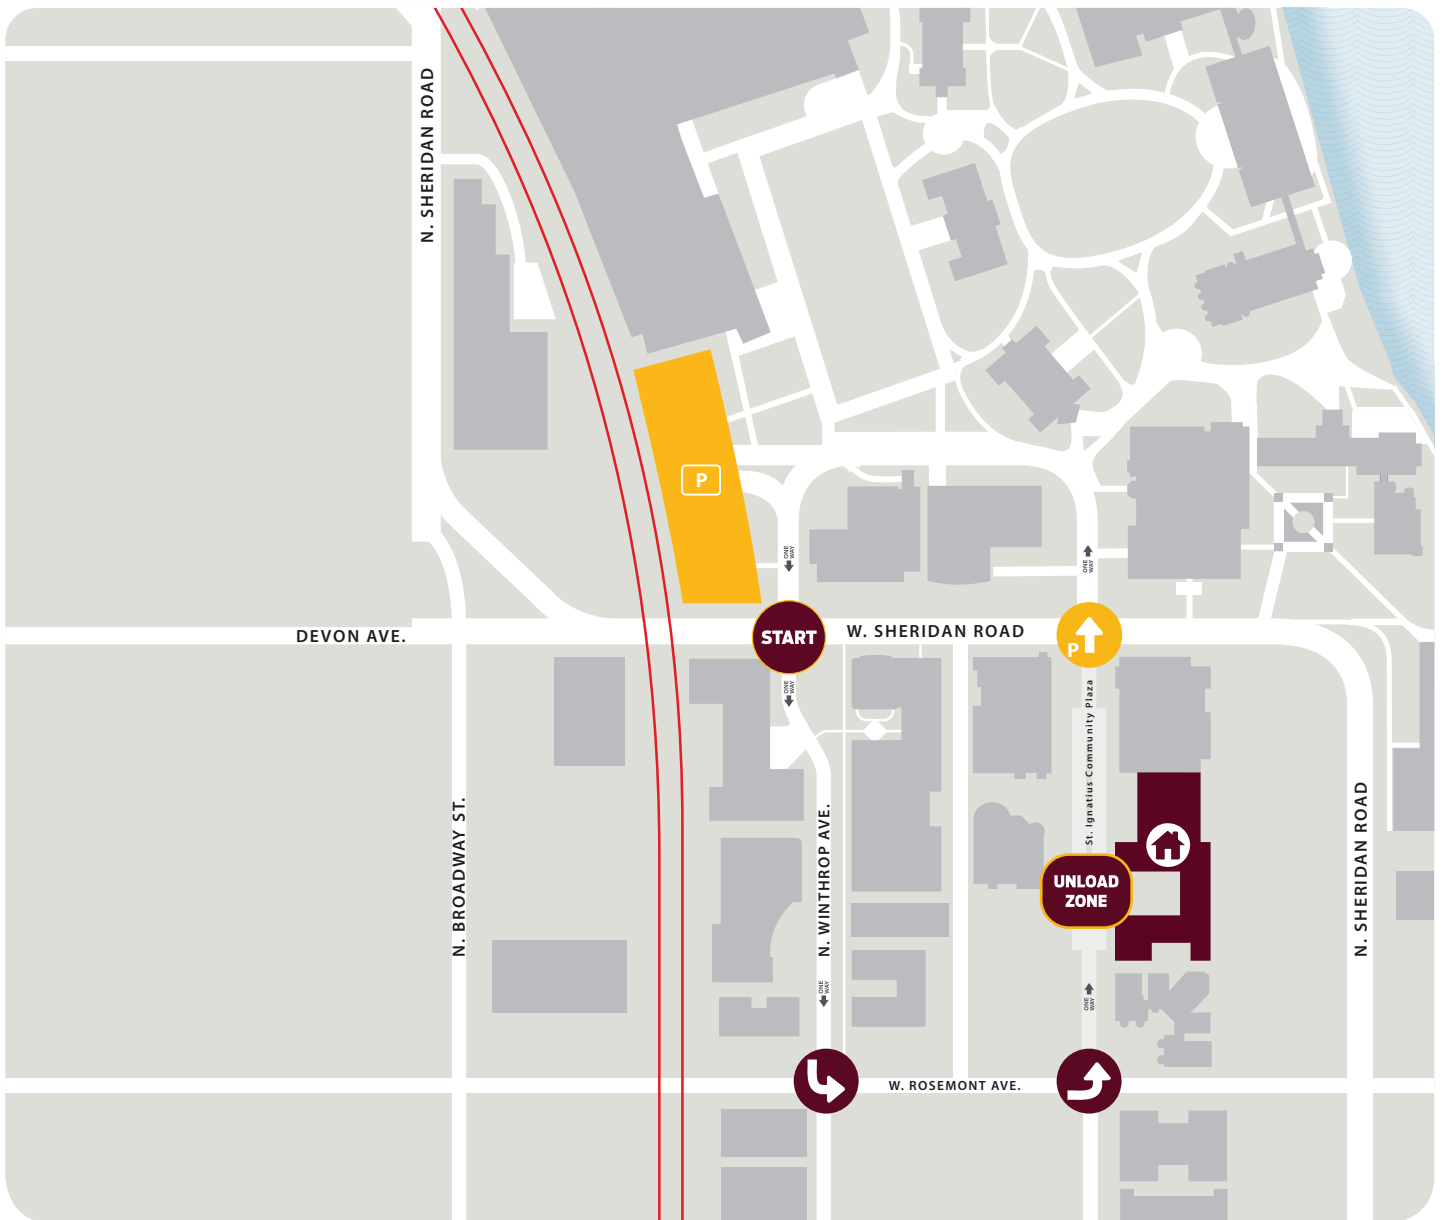 N. SHERIDAN ROAD
P
ONE WAY
ONE WAY
DEVON AVE.
START
W. SHERIDAN ROAD
P
ONE WAY
St. Ignatius Community Plaza
N. BROADWAY ST.
N. WINTHROP AVE.
UNLOAD
ZONE
N. SHERIDAN ROAD
ONE WAY
ONE WAY
W. ROSEMONT AVE.